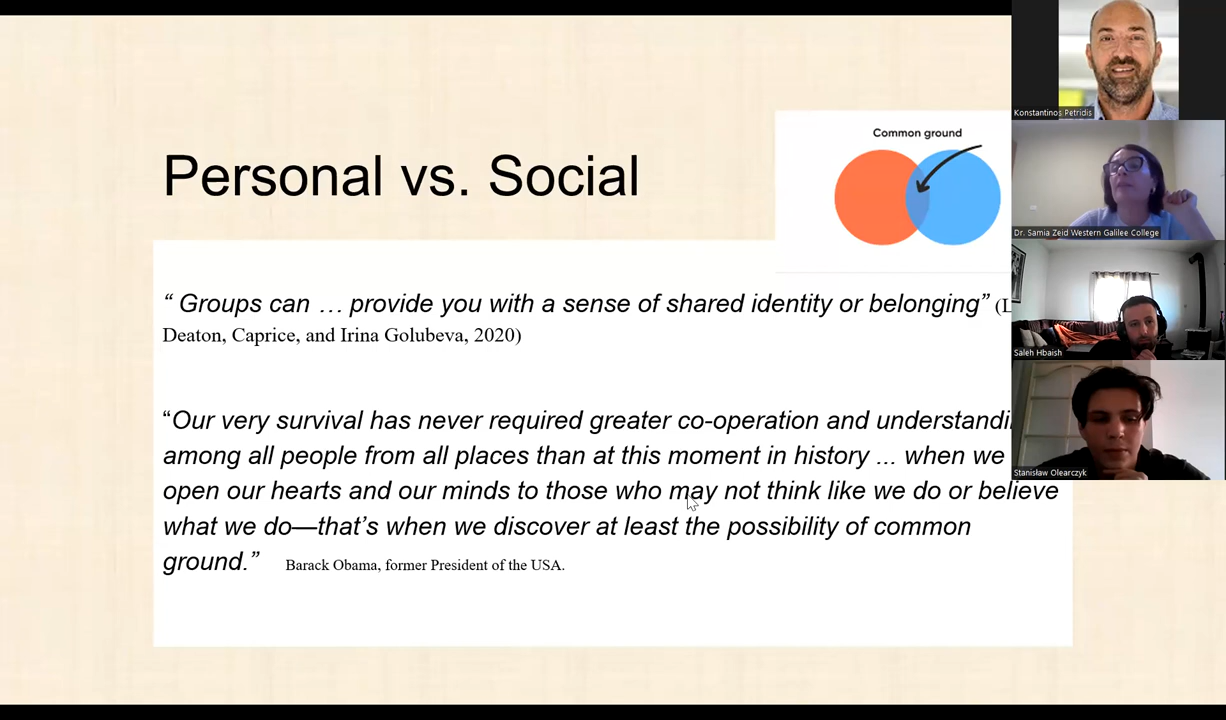 Personal vs. Social
Common ground
“ Groups can … provide you with a sense of shared identity or belonging” (
Deaton, Caprice, and Irina Golubeva, 2020)
“Our very survival has never required greater co-operation and
among all people from all places than at this moment in history ... when we
open our hearts and our minds to those who may not think like we do or believe
what we do—that’s when we discover at least the possibility of common
ground.” Barack Obama, former President of the USA.
Konstantinos Petridis
Dr. Samia Zeid Western Galilee College
Saleh Hbaish
Stanisław Olearczyk